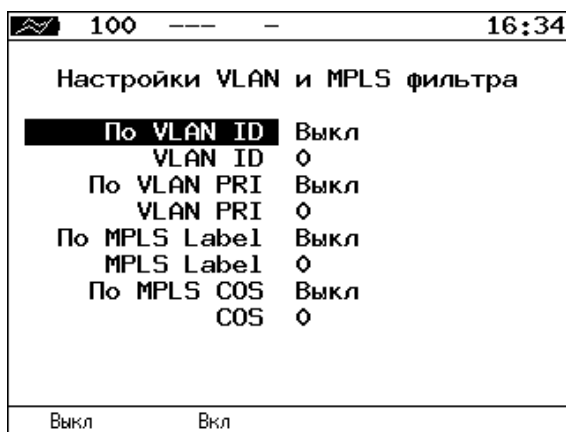 100 --- - 16:34
Настройки VLAN и MPLS фильтра
По VLAN ID Выкл
VLAN ID 0
По VLAN PRI Выкл
VLAN PRI 0
По MPLS Label Выкл
MPLS Label 0
По MPLS COS Выкл
COS 0
Выкл Вкл